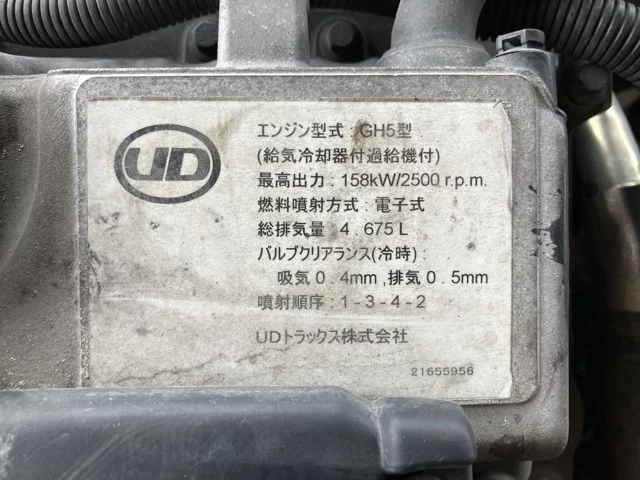 UD
エンジン型式 : GH5型
(給気冷却器付過給機付)
最高出力 : 158kW/2500 r.p.m.
燃料噴射方式 : 電子式
総排気量 : 4 . 675 L
バルブクリアランス(冷時) :
吸気 0 . 4mm ,排気 0 . 5mm
噴射順序 : 1 - 3 - 4 - 2
UDトラックス株式会社
21655956